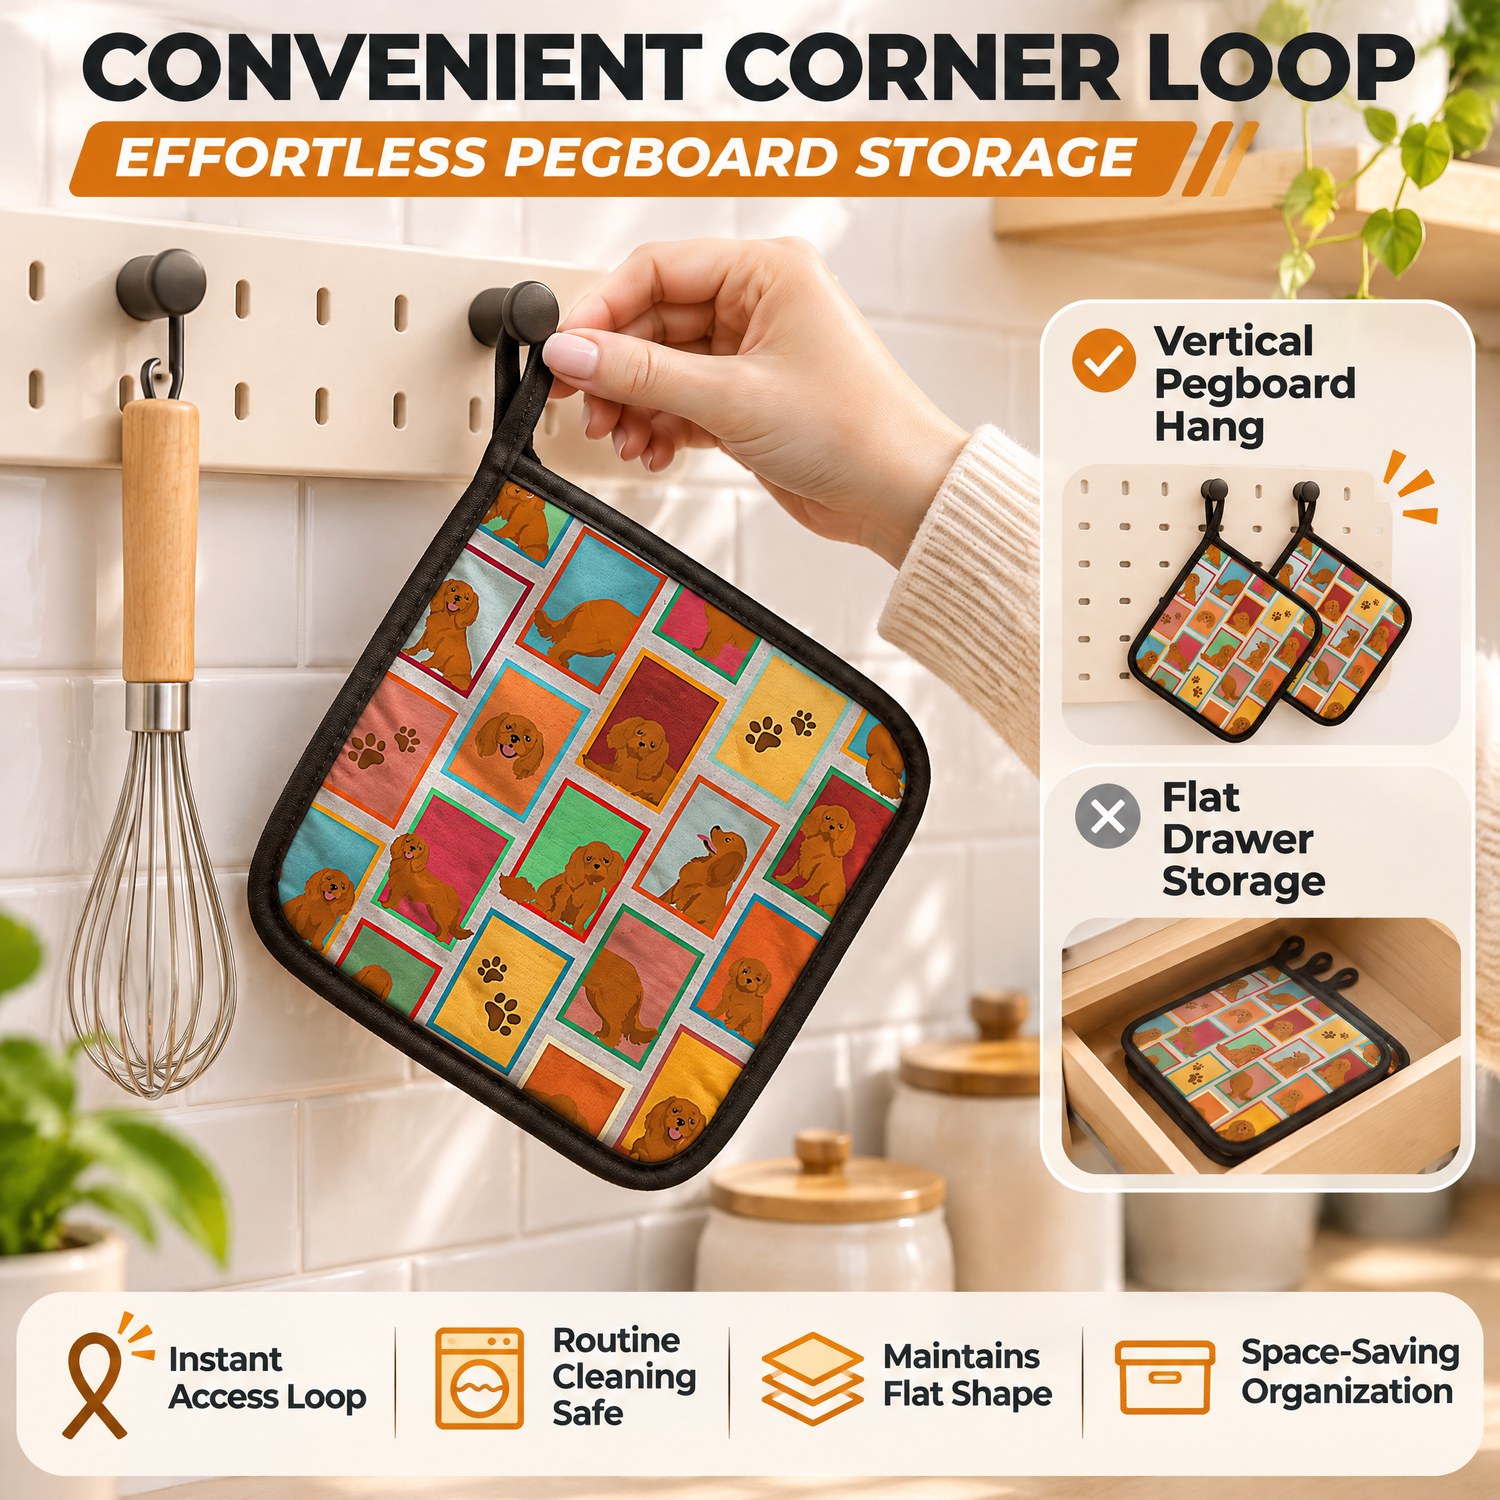 CONVENIENT CORNER LOOP
EFFORTLESS PEGBOARD STORAGE
Vertical
Pegboard
Hang
Flat
Drawer
Storage
Instant
Access Loop
Routine
Cleaning
Safe
Maintains
Flat Shape
Space-Saving
Organization